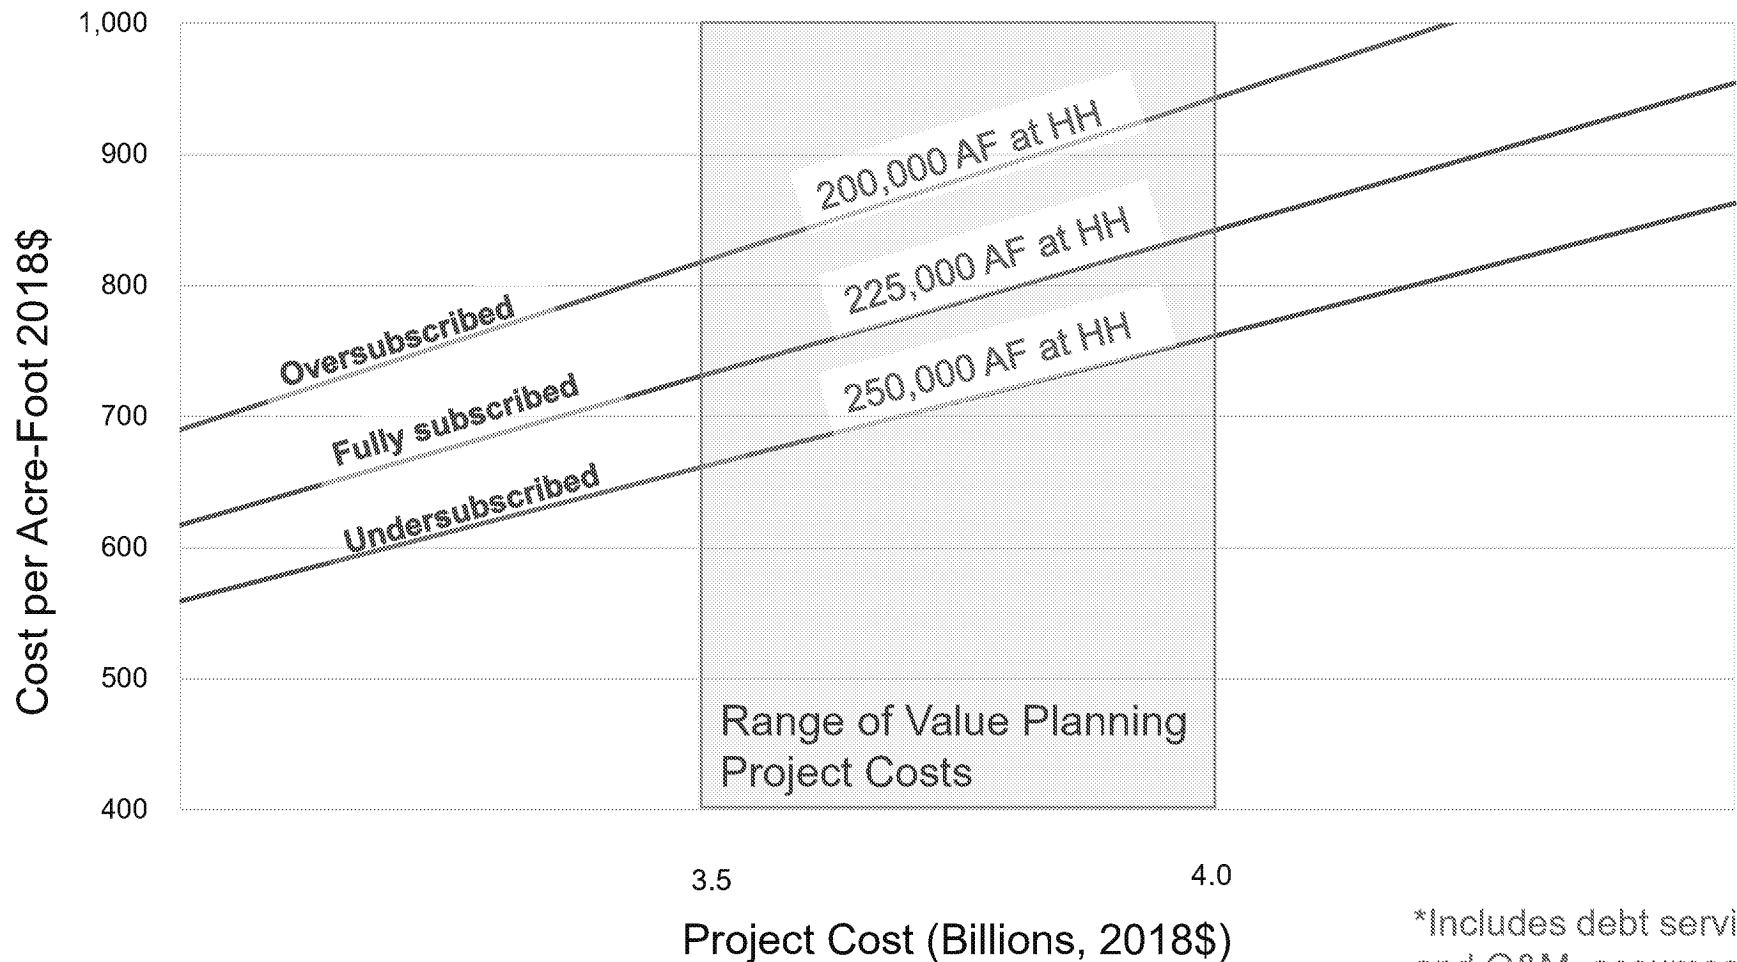 1,000
900
800
700
600
500
400
Cost per Acre-Foot 2018$
200,000 AF at HH
225,000 AF at HH
250,000 AF at HH
Oversubscribed
Fully subscribed
Undersubscribed
Range of Value Planning
Project Costs
3.5
4.0
Project Cost (Billions, 2018$)
*Includes debt servi